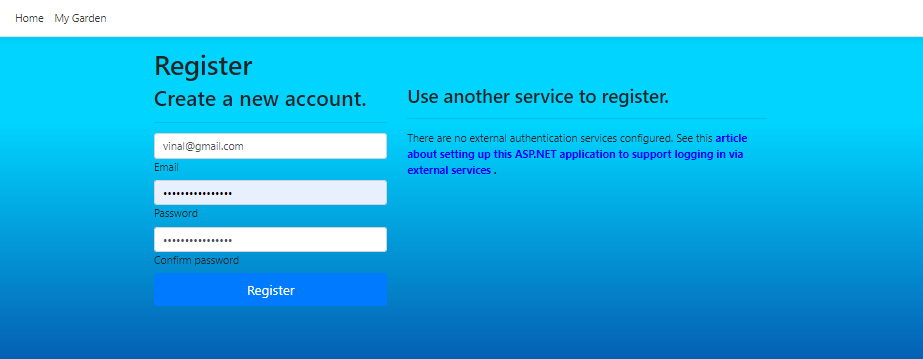 Home My Garden
Register
Create a new account.
vinal@gmail.com
Email
••••••••••••••••
Password
••••••••••••••••
Confirm password
Register
Use another service to register.
There are no external authentication services configured. See this article
about setting up this ASP.NET application to support logging in via
external services .